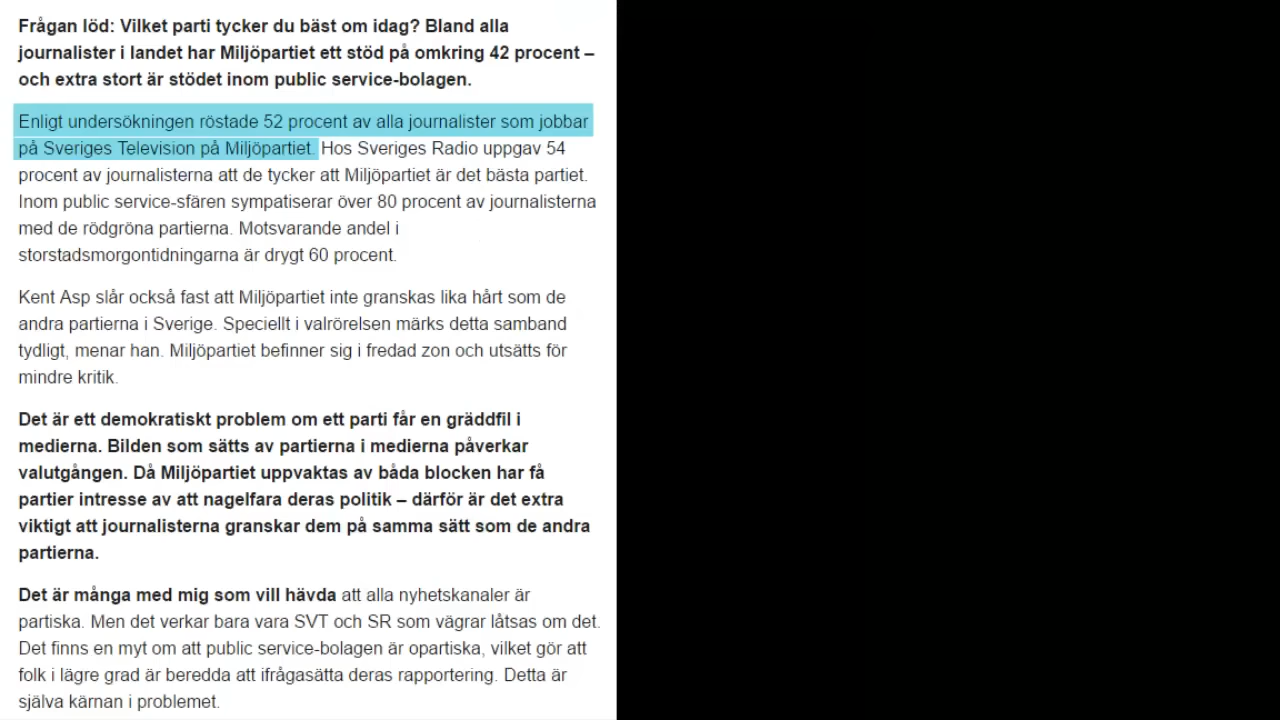 Frågan löd: Vilket parti tycker du bäst om idag? Bland alla
journalister i landet har Miljöpartiet ett stöd på omkring 42 procent –
och extra stort är stödet inom public service-bolagen.
Enligt undersökningen röstade 52 procent av alla journalister som jobbar
på Sveriges Television på Miljöpartiet. Hos Sveriges Radio uppgav 54
procent av journalisterna att de tycker att Miljöpartiet är det bästa partiet.
Inom public service-sfären sympatiserar över 80 procent av journalisterna
med de rödgröna partierna. Motsvarande andel i
storstadsmorgontidningarna är drygt 60 procent.
Kent Asp slår också fast att Miljöpartiet inte granskas lika hårt som de
andra partierna i Sverige. Speciellt i valrörelsen märks detta samband
tydligt, menar han. Miljöpartiet befinner sig i fredad zon och utsätts för
mindre kritik.
Det är ett demokratiskt problem om ett parti får en gräddfil i
medierna. Bilden som sätts av partierna i medierna påverkar
valutgången. Då Miljöpartiet uppvaktas av båda blocken har få
partier intresse av att nagelfara deras politik – därför är det extra
viktigt att journalisterna granskar dem på samma sätt som de andra
partierna.
Det är många med mig som vill hävda att alla nyhetskanaler är
partiska. Men det verkar bara vara SVT och SR som vägrar låtsas om det.
Det finns en myt om att public service-bolagen är opartiska, vilket gör att
folk i lägre grad är beredda att ifrågasätta deras rapportering. Detta är
själva kärnan i problemet.